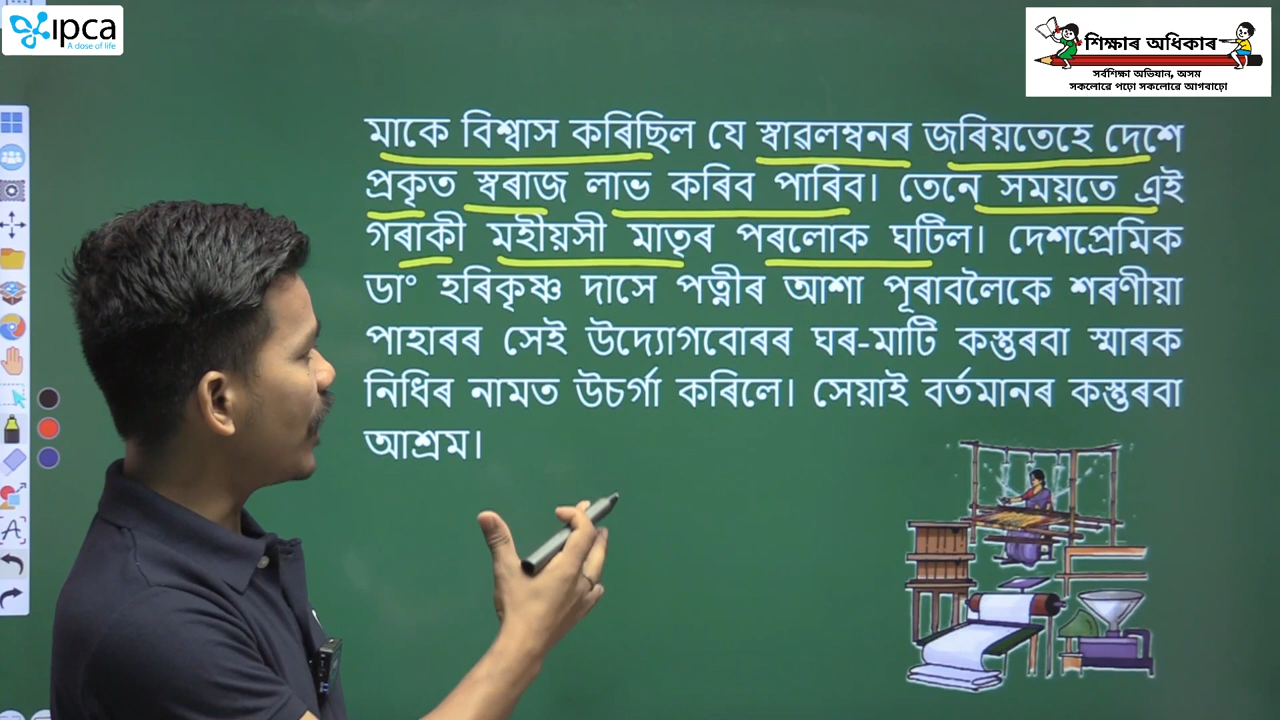 ipca
A dose of life
শিক্ষাৰ অধিকাৰ
সৰ্বশিক্ষা অভিযান, অসম
সকলোৱে পঢ়ো সকলোৱে আগবাঢ়ো
মাকে বিশ্বাস কৰিছিল যে স্বাৱলম্বনৰ জৰিয়তেহে দেশে
প্ৰকৃত স্বৰাজ লাভ কৰিব পাৰিব। তেনে সময়তে এই
গৰাকী মহীয়সী মাতৃৰ পৰলোক ঘটিল। দেশপ্ৰেমিক
ডাং হৰিকৃষ্ণ দাসে পত্নীৰ আশা পূৰাবলৈকে শৰণীয়া
পাহাৰৰ সেই উদ্যোগবোৰৰ ঘৰ-মাটি কস্তুৰবা স্মাৰক
নিধিৰ নামত উচৰ্গা কৰিলে। সেয়াই বৰ্তমানৰ কস্তুৰবা
আশ্ৰম।